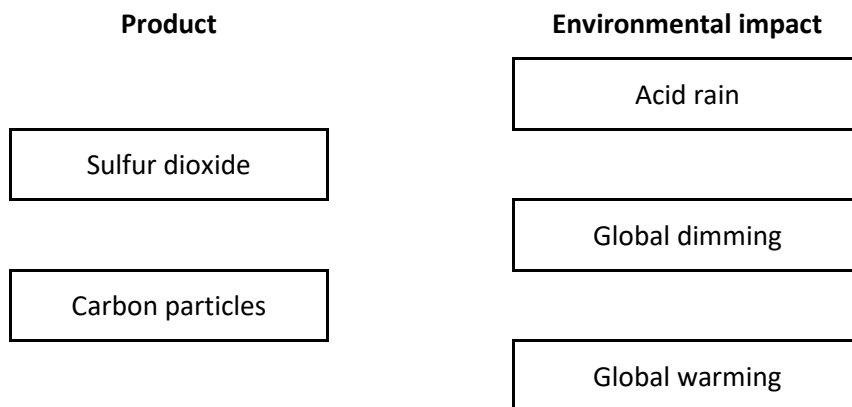 Product
Environmental impact
Acid rain
Sulfur dioxide
Global dimming
Carbon particles
Global warming